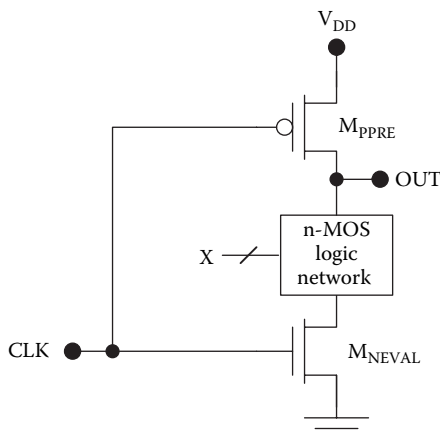 V_DD
M_PPRE
OUT
n-MOS
logic
network
X
CLK
M_NEVAL